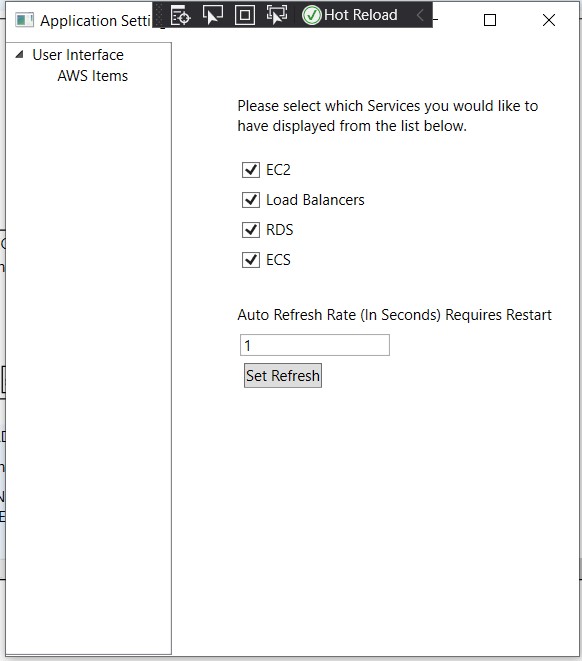 Application Setting
Hot Reload
User Interface
AWS Items
Please select which Services you would like to
have displayed from the list below.
EC2
Load Balancers
RDS
ECS
Auto Refresh Rate (In Seconds) Requires Restart
1
Set Refresh